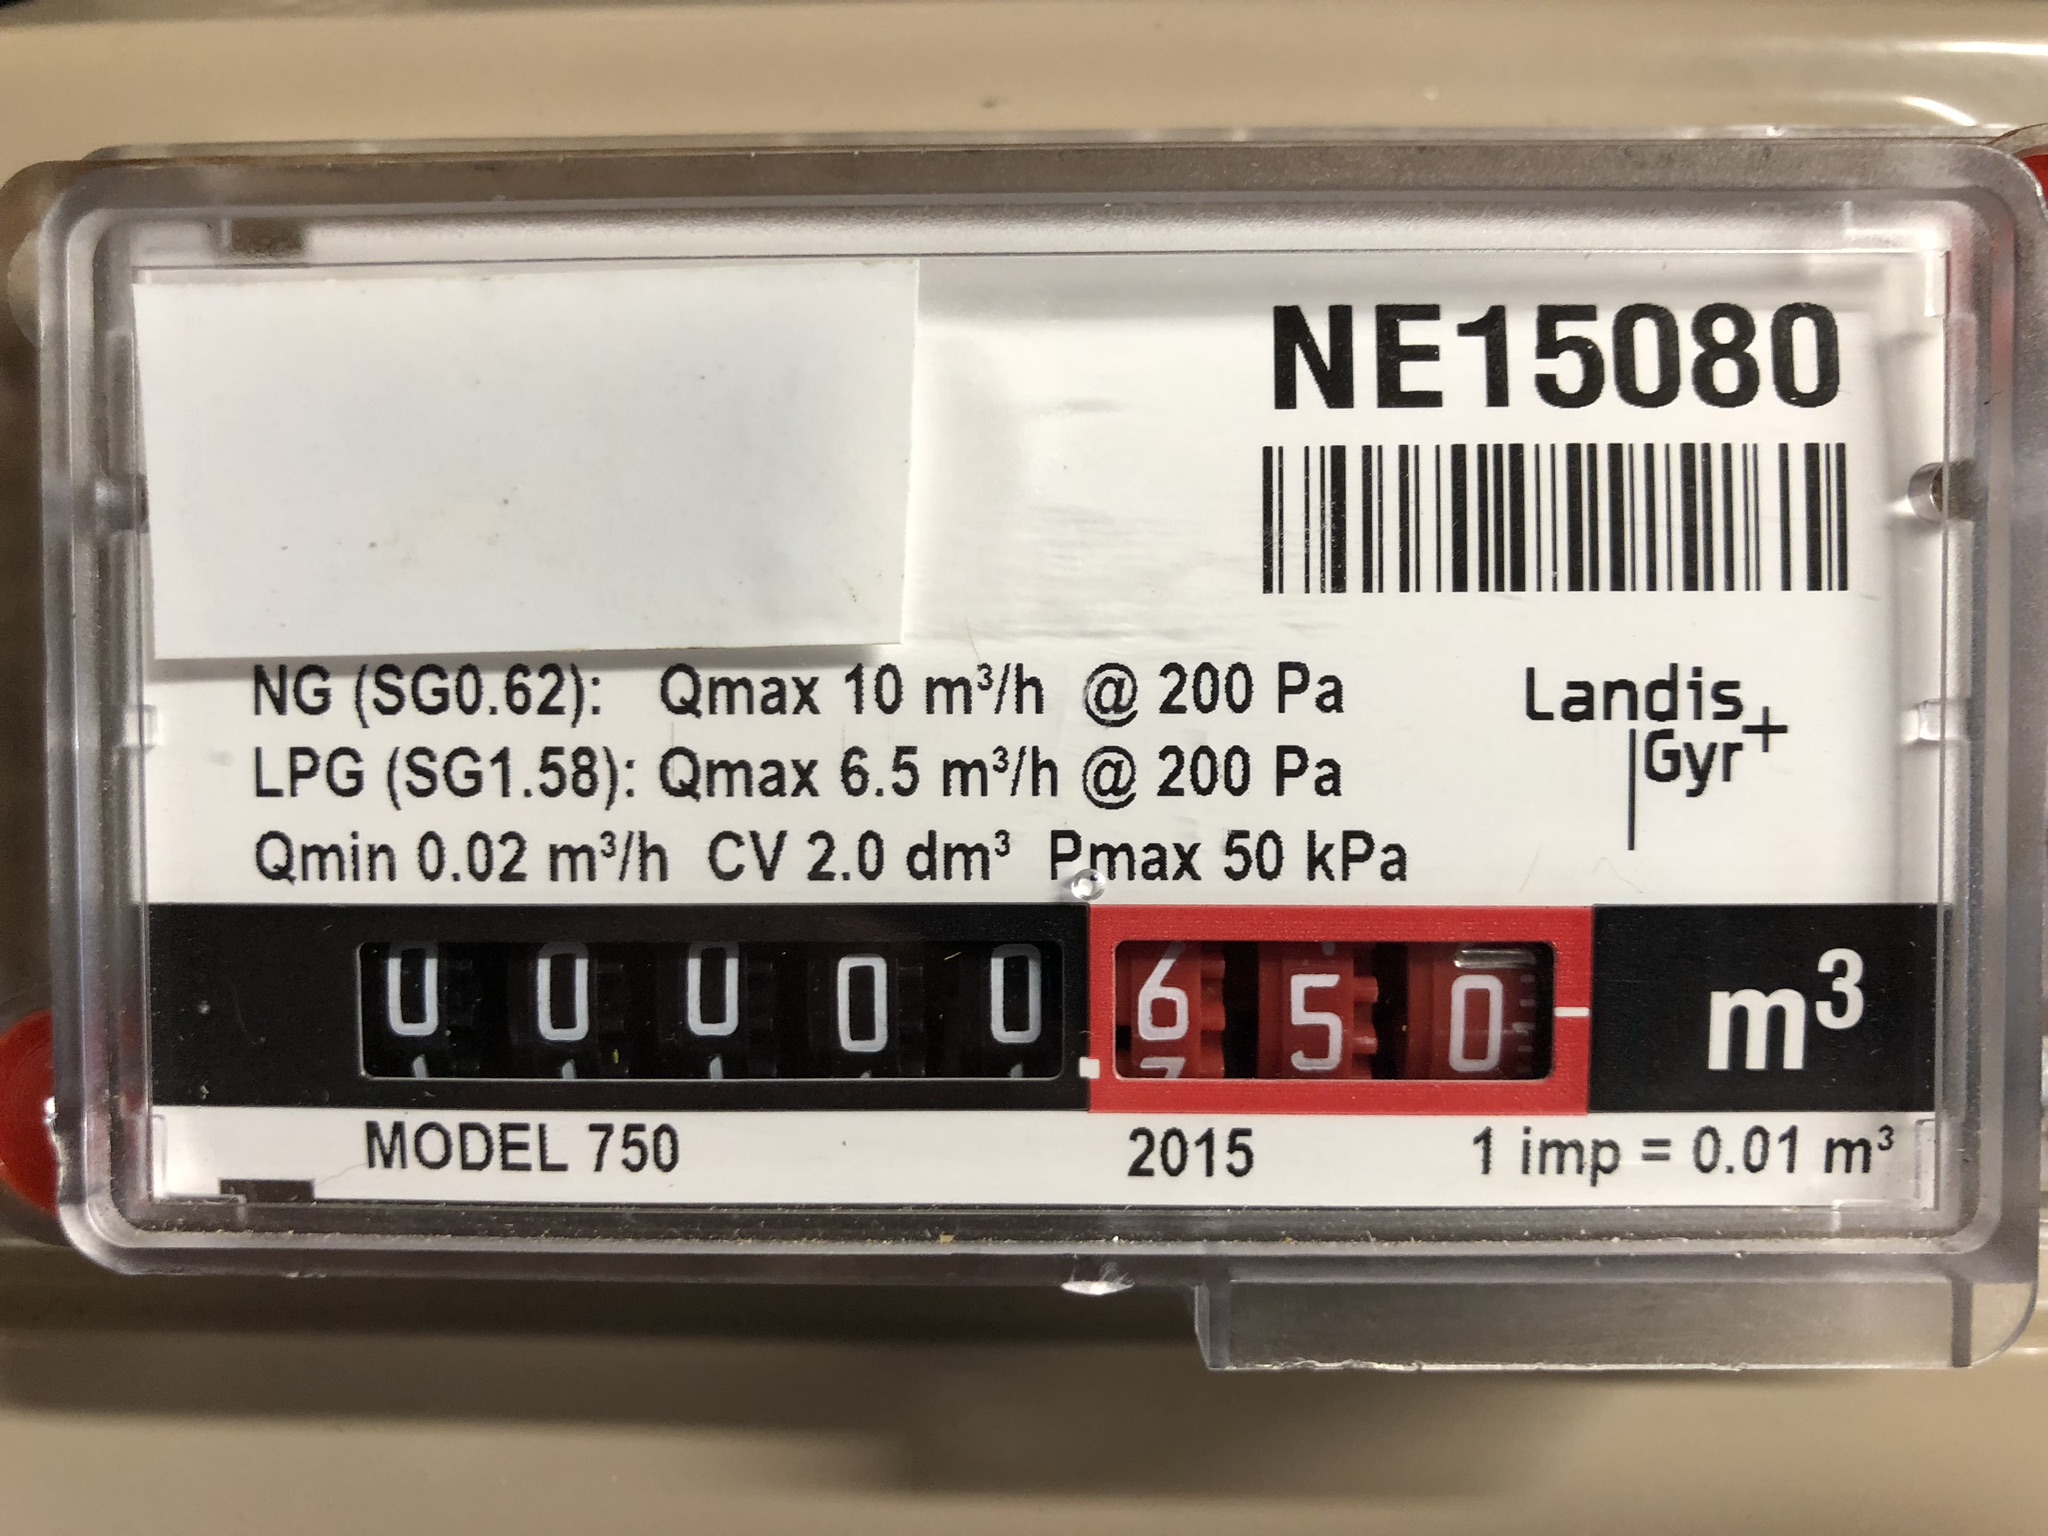 NE15080
NG (SG0.62): Qmax 10 m³/h @ 200 Pa
LPG (SG1.58): Qmax 6.5 m³/h @ 200 Pa
Qmin 0.02 m³/h CV 2.0 dm³ Pmax 50 kPa
Landis+
Gyr
00000650 m³
MODEL 750 2015 1 imp = 0.01 m³